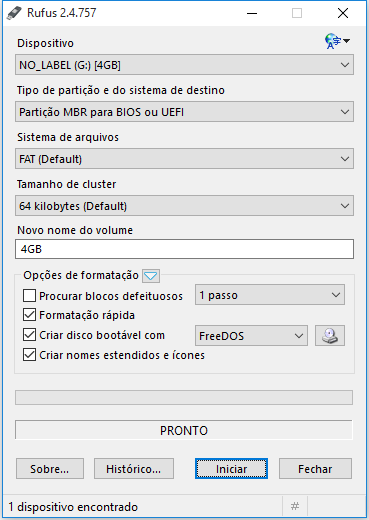 Rufus 2.4.757
Dispositivo
NO_LABEL (G:) [4GB]
Tipo de partição e do sistema de destino
Partição MBR para BIOS ou UEFI
Sistema de arquivos
FAT (Default)
Tamanho de cluster
64 kilobytes (Default)
Novo nome do volume
4GB
Opções de formatação
Procurar blocos defeituosos 1 passo
Formatação rápida
Criar disco bootável com FreeDOS
Criar nomes estendidos e ícones
PRONTO
Sobre... Histórico... Iniciar Fechar
1 dispositivo encontrado #